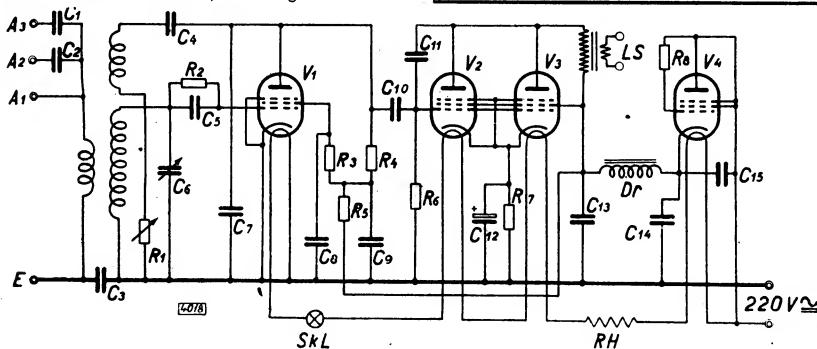 A3 C1
A2 C2
A1
E
C3
C4
R2
C5
C6
R1
C7
V1
R3
R4
R5
C8
C9
C10
C11
R6
V2
V3
C12
R7
LS
C13
Dr
C14
R8
V4
C15
220V≂
4018
SkL
RH